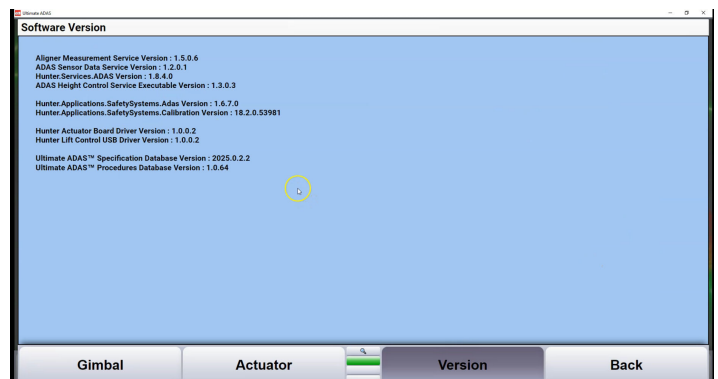 Ultimate ADAS
Software Version
Aligner Measurement Service Version : 1.5.0.6
ADAS Sensor Data Service Version : 1.2.0.1
Hunter.Services.ADAS Version : 1.8.4.0
ADAS Height Control Service Executable Version : 1.3.0.3
Hunter.Applications.SafetySystems.Adas Version : 1.6.7.0
Hunter.Applications.SafetySystems.Calibration Version : 18.2.0.53981
Hunter Actuator Board Driver Version : 1.0.0.2
Hunter Lift Control USB Driver Version : 1.0.0.2
Ultimate ADAS™ Specification Database Version : 2025.0.2.2
Ultimate ADAS™ Procedures Database Version : 1.0.64
Gimbal
Actuator
Version
Back